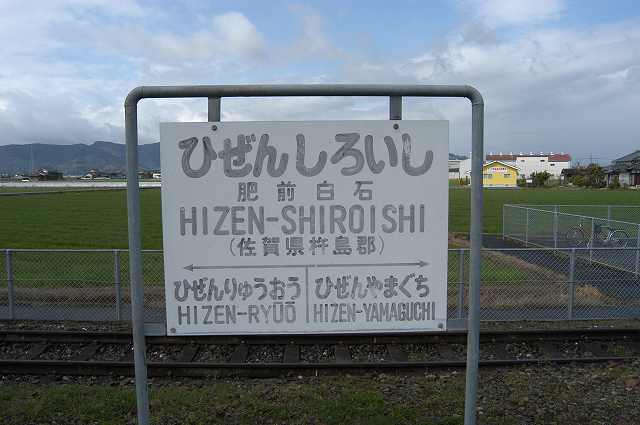 ひぜんしろいし
肥前白石
HIZEN-SHIROISHI
(佐賀県杵島郡)
ひぜんりゅうおう ひぜんやまぐち
HIZEN-RYŪŌ HIZEN-YAMAGUCHI